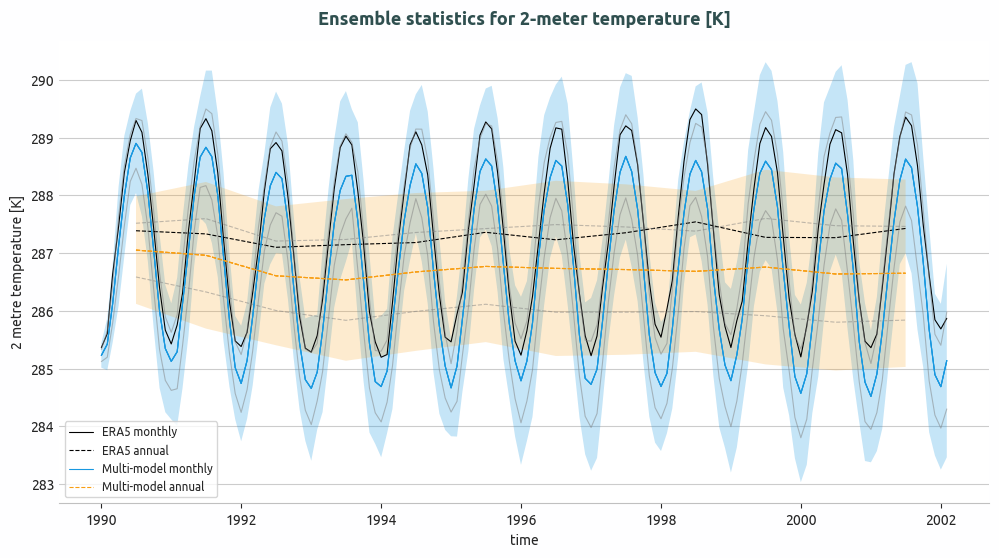 Ensemble statistics for 2-meter temperature [K]
2 metre temperature [K]
290
289
288
287
286
285
284
283
ERA5 monthly
ERA5 annual
Multi-model monthly
Multi-model annual
1990
1992
1994
1996
1998
2000
2002
time